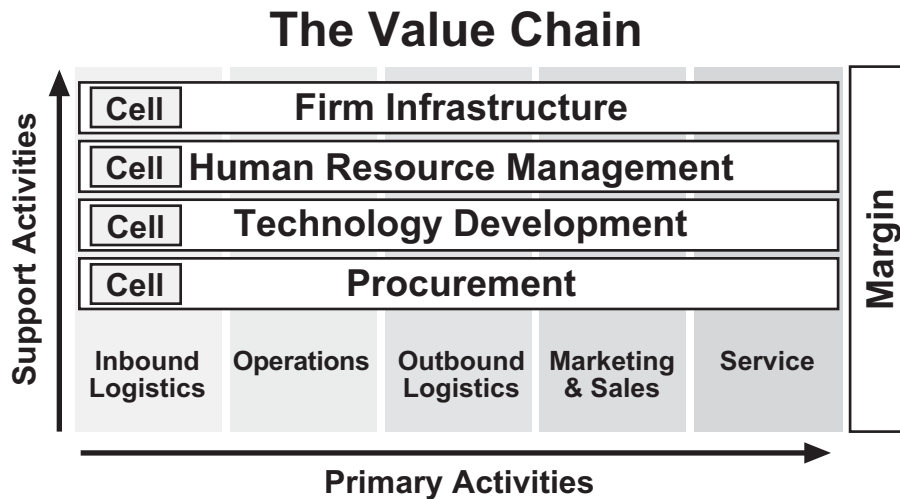 The Value Chain
Support Activities
Cell Firm Infrastructure
Cell Human Resource Management
Cell Technology Development
Cell Procurement
Inbound
Logistics
Operations
Outbound
Logistics
Marketing
& Sales
Service
Margin
Primary Activities